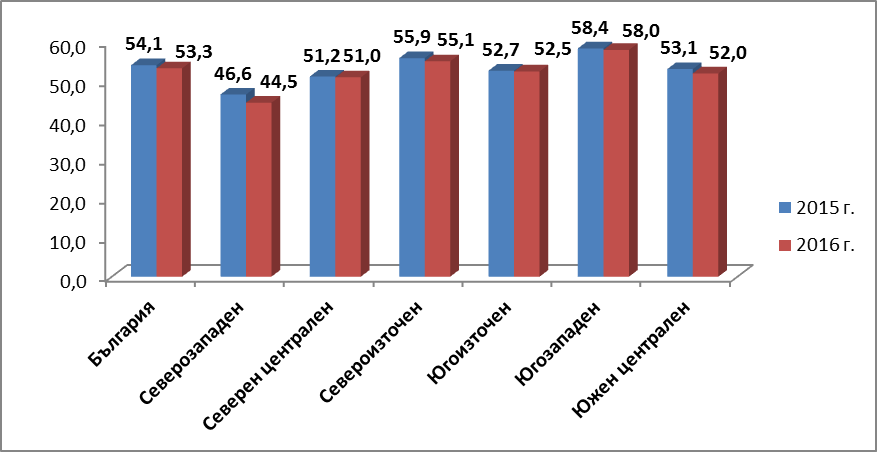 60,0
50,0
40,0
30,0
20,0
10,0
0,0
54,1 53,3
46,6 44,5
51,2 51,0
55,9 55,1
52,7 52,5
58,4 58,0
53,1 52,0
България
Северозападен
Северен централен
Североизточен
Югоизточен
Югозападен
Южен централен
2015 г.
2016 г.